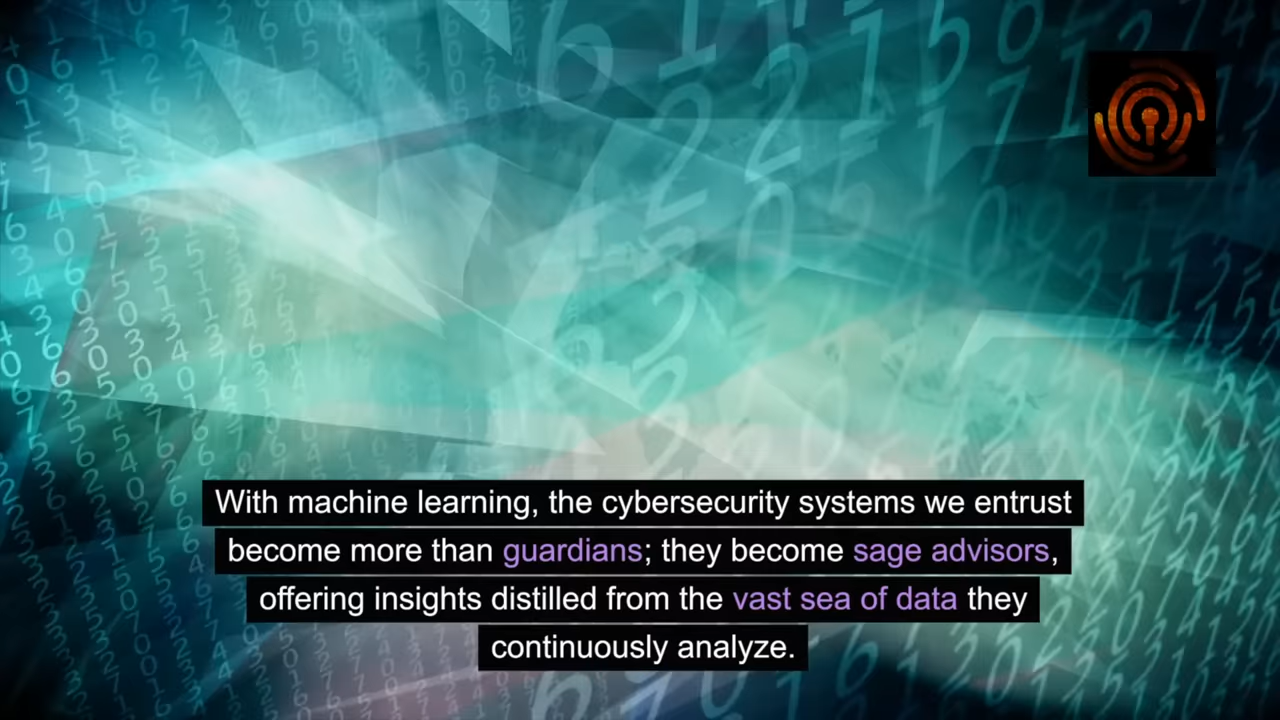 With machine learning, the cybersecurity systems we entrust
become more than guardians; they become sage advisors,
offering insights distilled from the vast sea of data they
continuously analyze.